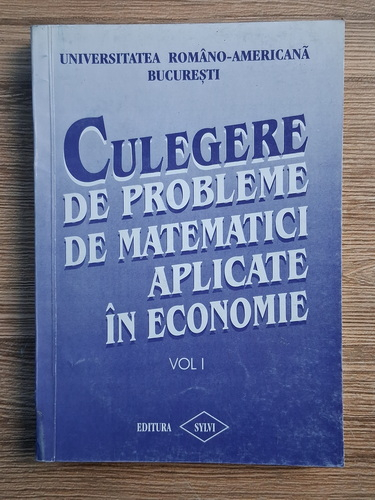 UNIVERSITATEA ROMÂNO-AMERICANĂ
BUCUREŞTI
CULEGERE
DE PROBLEME
DE MATEMATICI
APLICATE
ÎN ECONOMIE
VOL I
EDITURA SYLVI